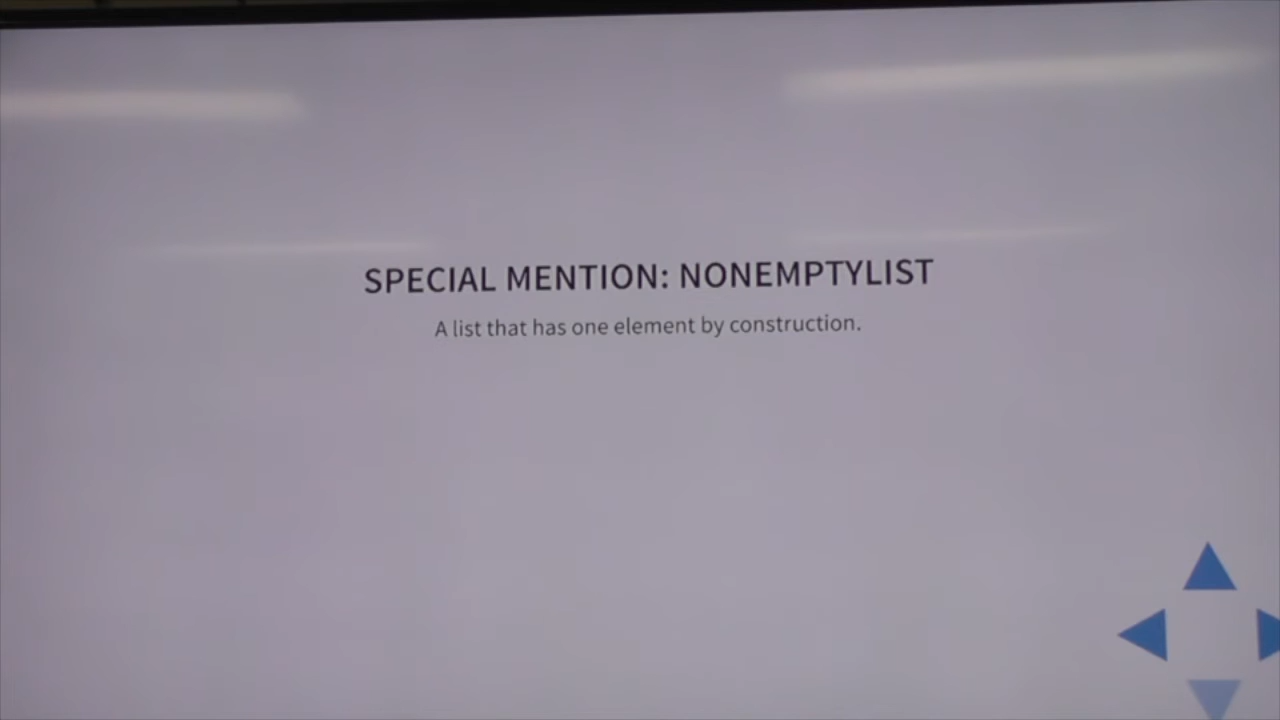 SPECIAL MENTION: NONEMPTYLIST
A list that has one element by construction.